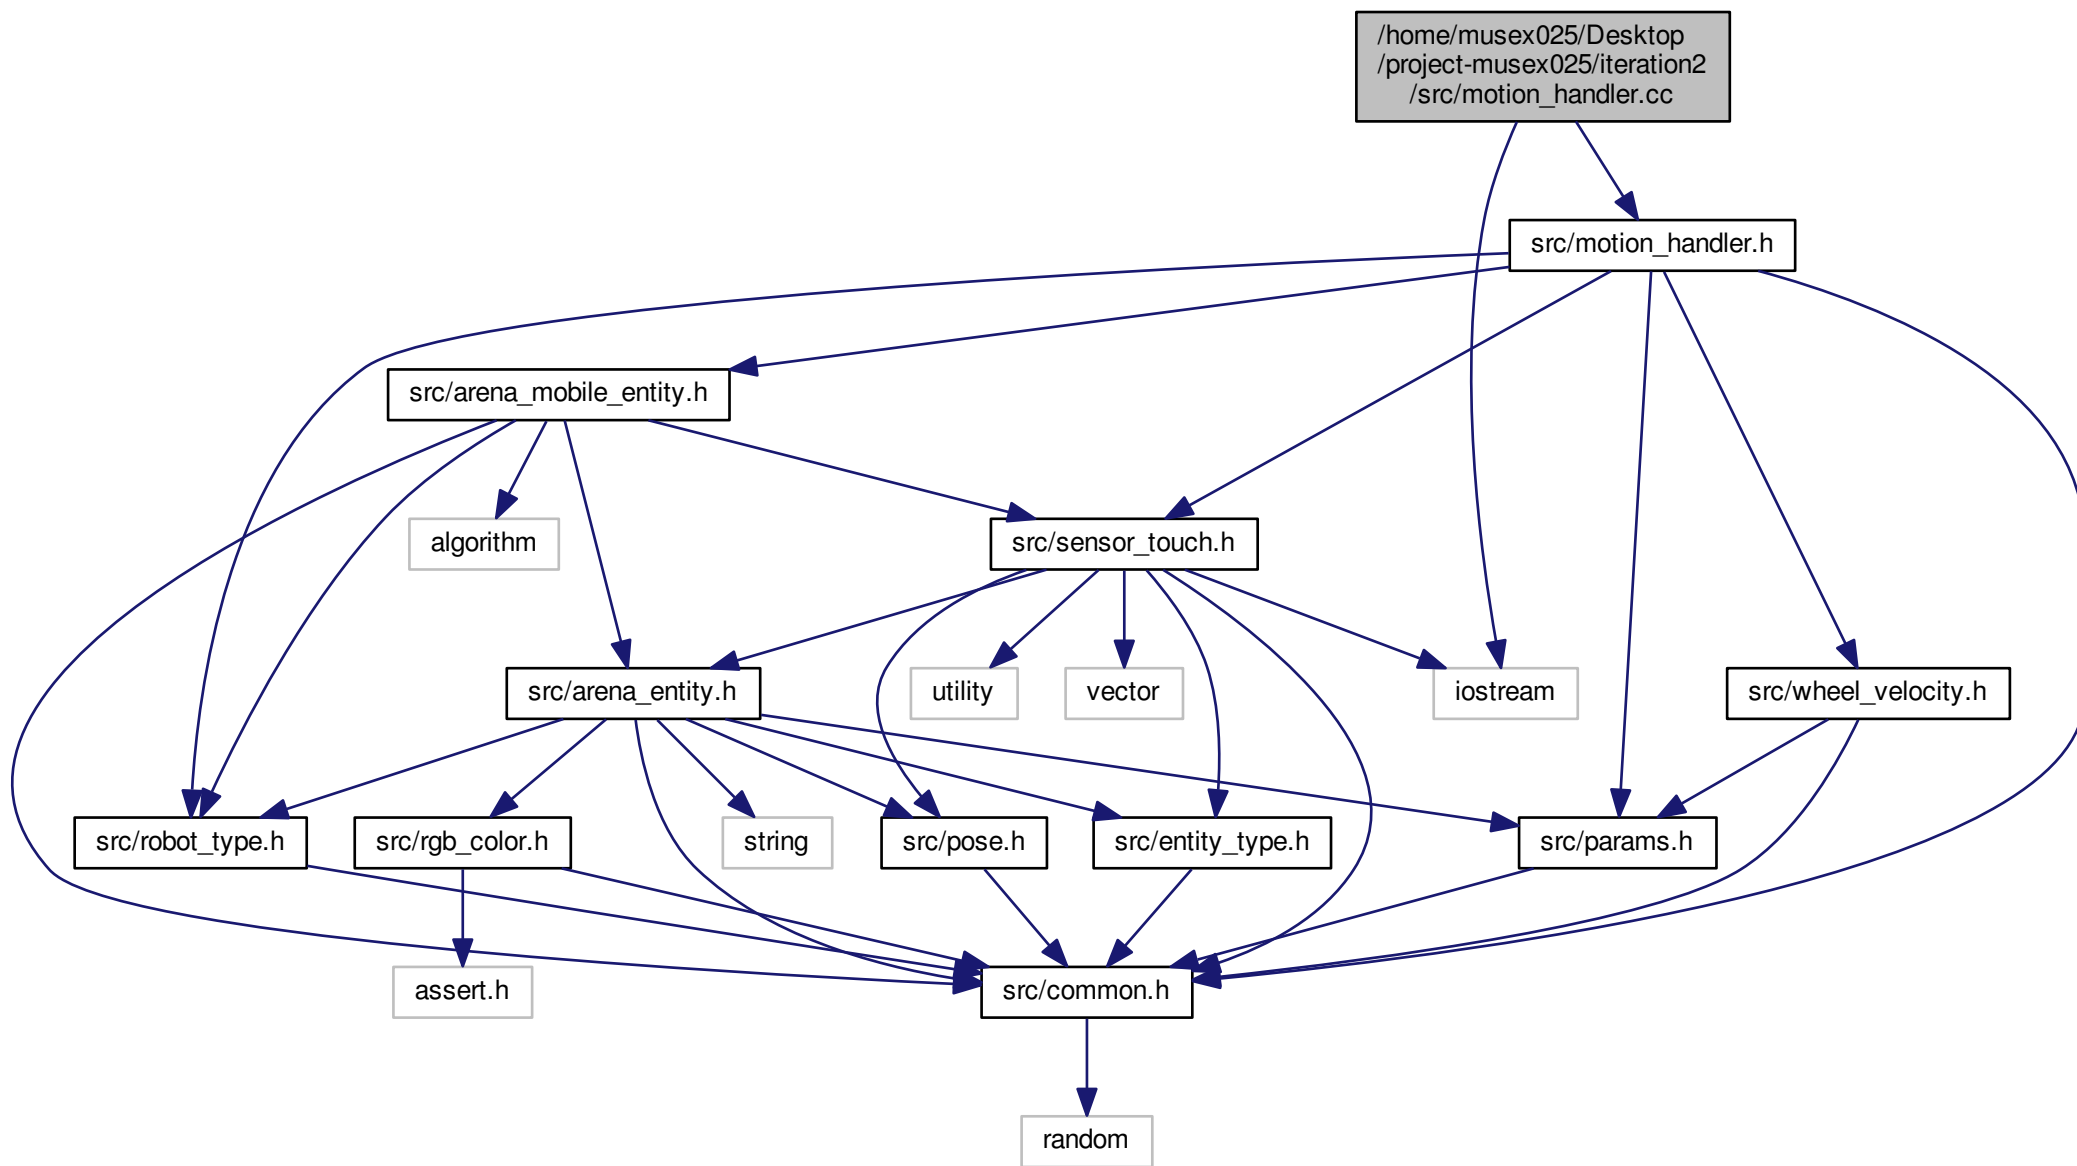 /home/musex025/Desktop
/project-musex025/iteration2
/src/motion_handler.cc
src/motion_handler.h
src/arena_mobile_entity.h
algorithm
src/sensor_touch.h
src/arena_entity.h
utility
vector
iostream
src/wheel_velocity.h
src/robot_type.h
src/rgb_color.h
string
src/pose.h
src/entity_type.h
src/params.h
assert.h
src/common.h
random